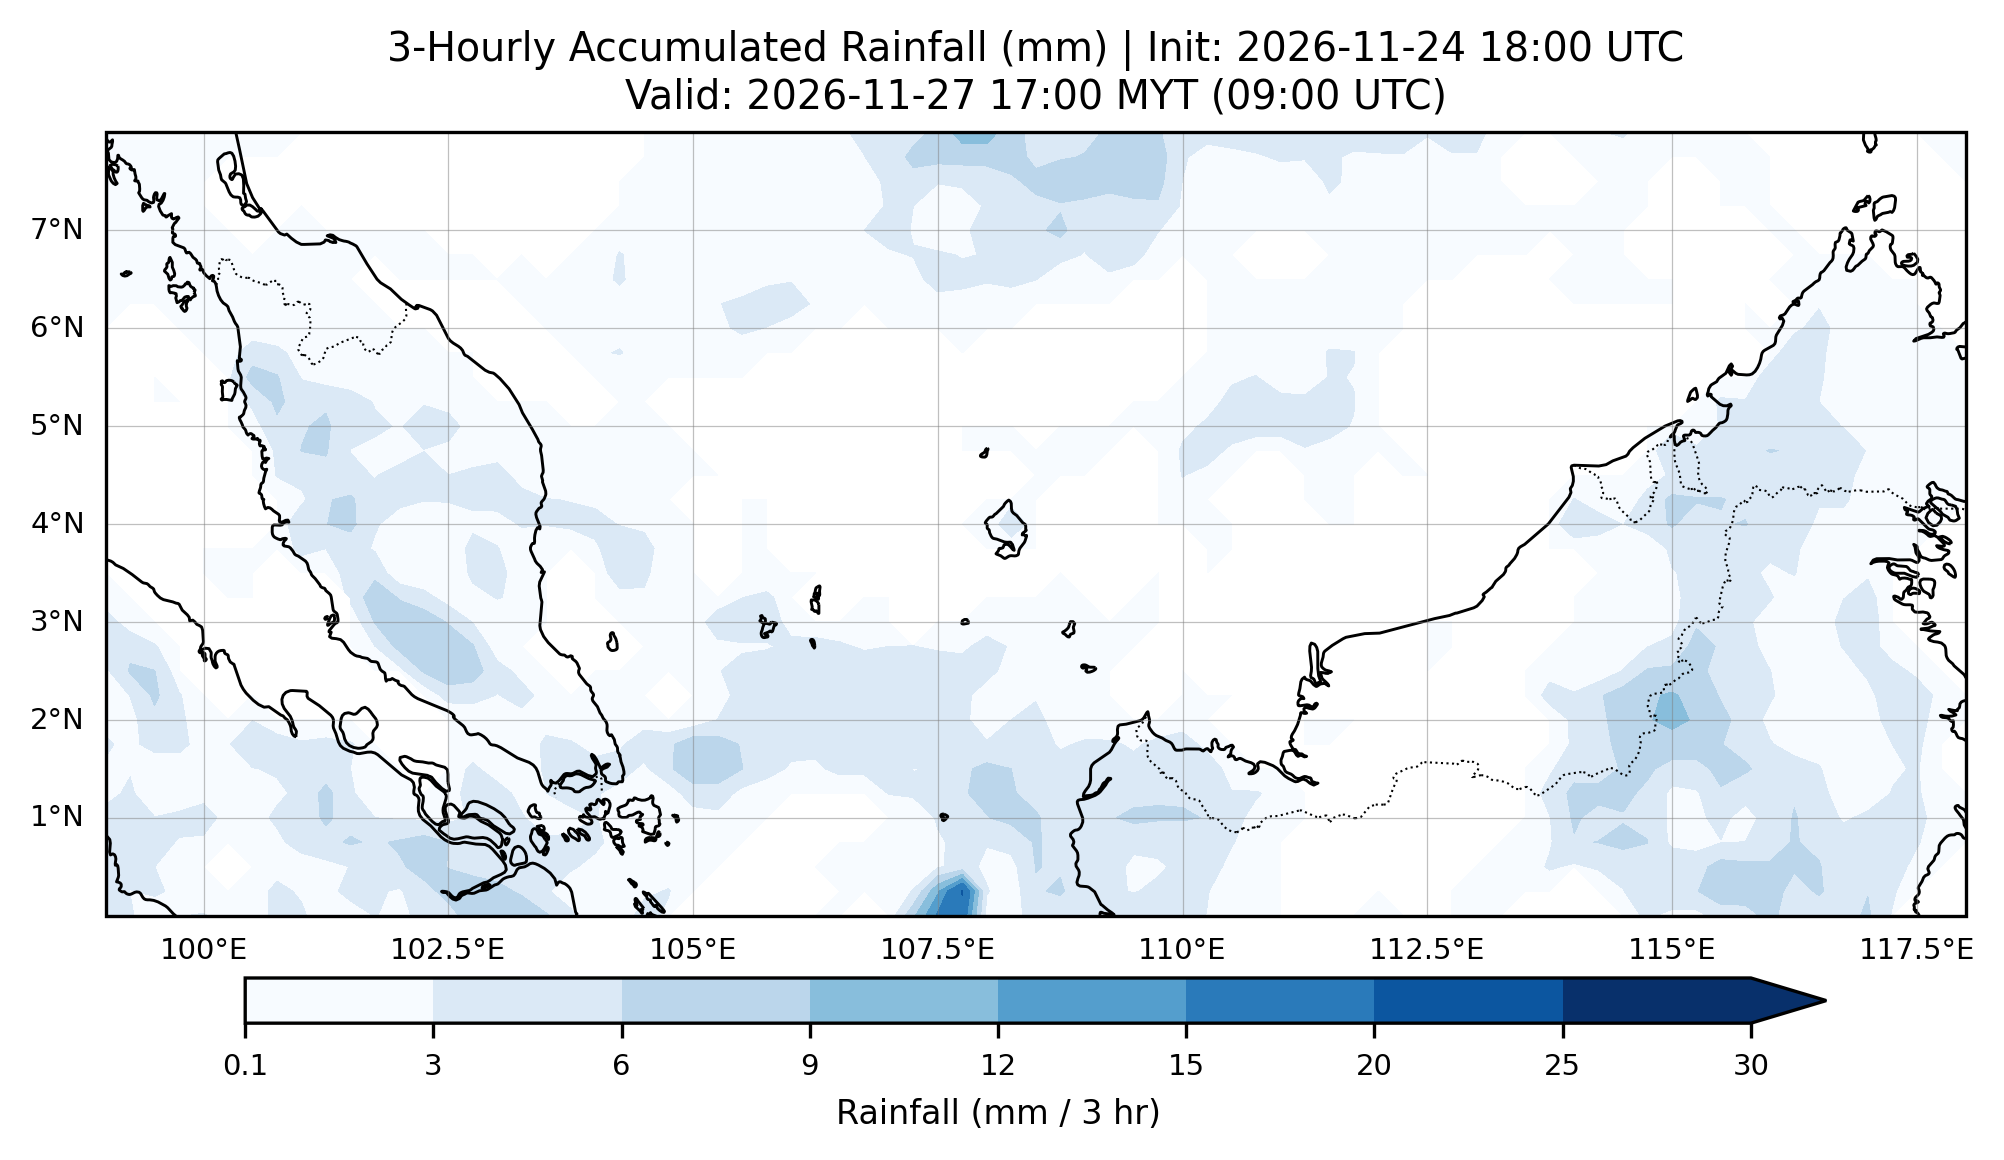 3-Hourly Accumulated Rainfall (mm) | Init: 2026-11-24 18:00 UTC
Valid: 2026-11-27 17:00 MYT (09:00 UTC)
7°N
6°N
5°N
4°N
3°N
2°N
1°N
100°E 102.5°E 105°E 107.5°E 110°E 112.5°E 115°E 117.5°E
0.1 3 6 9 12 15 20 25 30
Rainfall (mm / 3 hr)